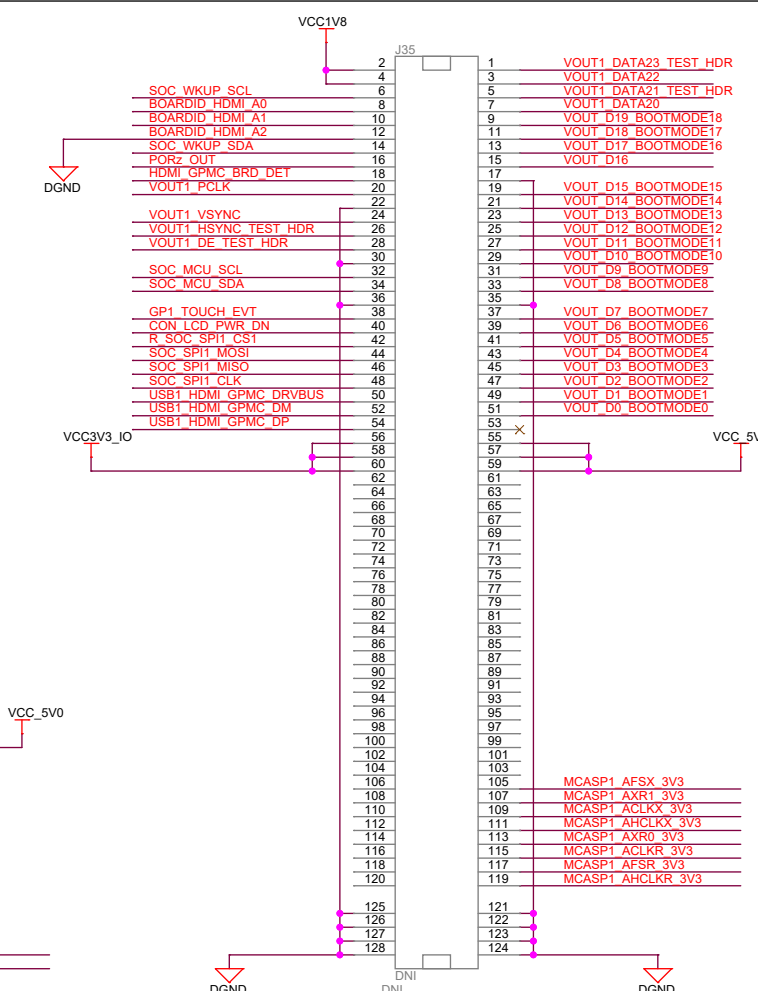 VCC1V8
J35
2 1 VOUT1_DATA23_TEST_HDR
4 3 VOUT1_DATA22
SOC_WKUP_SCL 6 5 VOUT1_DATA21_TEST_HDR
BOARDID_HDMI_A0 8 7 VOUT1_DATA20
BOARDID_HDMI_A1 10 9 VOUT_D19_BOOTMODE18
BOARDID_HDMI_A2 12 11 VOUT_D18_BOOTMODE17
SOC_WKUP_SDA 14 13 VOUT_D17_BOOTMODE16
PORz_OUT 16 15 VOUT_D16
HDMI_GPMC_BRD_DET 18 17
DGND
VOUT1_PCLK 20 19 VOUT_D15_BOOTMODE15
22 21 VOUT_D14_BOOTMODE14
VOUT1_VSYNC 24 23 VOUT_D13_BOOTMODE13
VOUT1_HSYNC_TEST_HDR 26 25 VOUT_D12_BOOTMODE12
VOUT1_DE_TEST_HDR 28 27 VOUT_D11_BOOTMODE11
30 29 VOUT_D10_BOOTMODE10
SOC_MCU_SCL 32 31 VOUT_D9_BOOTMODE9
SOC_MCU_SDA 34 33 VOUT_D8_BOOTMODE8
36 35
GP1_TOUCH_EVT 38 37 VOUT_D7_BOOTMODE7
CON_LCD_PWR_DN 40 39 VOUT_D6_BOOTMODE6
R_SOC_SPI1_CS1 42 41 VOUT_D5_BOOTMODE5
SOC_SPI1_MOSI 44 43 VOUT_D4_BOOTMODE4
SOC_SPI1_MISO 46 45 VOUT_D3_BOOTMODE3
SOC_SPI1_CLK 48 47 VOUT_D2_BOOTMODE2
USB1_HDMI_GPMC_DRVBUS 50 49 VOUT_D1_BOOTMODE1
USB1_HDMI_GPMC_DM 52 51 VOUT_D0_BOOTMODE0
USB1_HDMI_GPMC_DP 54 53
VCC3V3_IO 56 55 VCC_5V
58 57
60 59
62 61
64 63
66 65
68 67
70 69
72 71
74 73
76 75
78 77
80 79
82 81
84 83
86 85
88 87
90 89
92 91
94 93
VCC_5V0 96 95
98 97
100 99
102 101
104 103
106 105 MCASP1_AFSX_3V3
108 107 MCASP1_AXR1_3V3
110 109 MCASP1_ACLKX_3V3
112 111 MCASP1_AHCLKX_3V3
114 113 MCASP1_AXR0_3V3
116 115 MCASP1_ACLKR_3V3
118 117 MCASP1_AFSR_3V3
120 119 MCASP1_AHCLKR_3V3
125 121
126 122
127 123
128 124
DNI
DGND DNI DGND